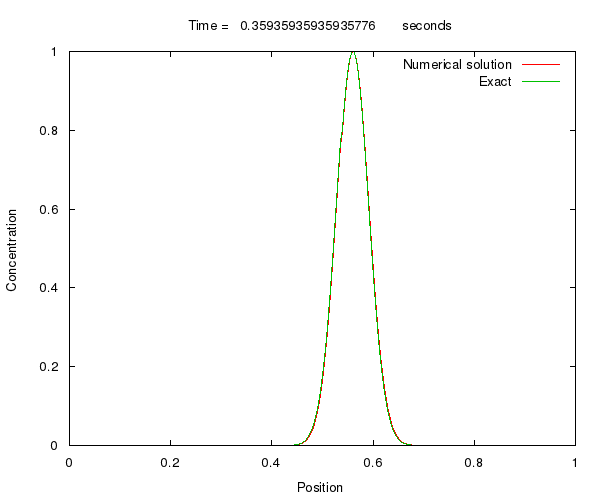 Time = 0.35935935935935776 seconds
Numerical solution
Exact
1
0.8
0.6
0.4
0.2
0
Concentration
0 0.2 0.4 0.6 0.8 1
Position